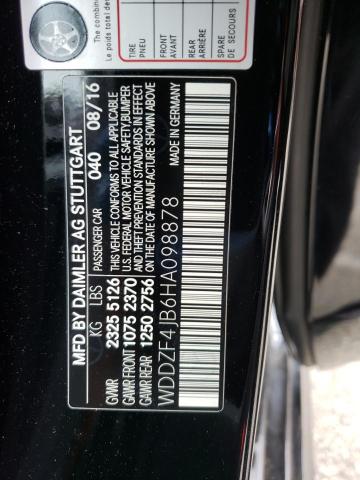 The combined
Le poids total des
TIRE
PNEU
FRONT
AVANT
REAR
ARRIÈRE
SPARE
DE SECOURS
MFD BY DAIMLER AG STUTTGART
PASSENGER CAR 040 08/16
KG LBS
GVWR 2325 5126
GAWR FRONT 1075 2370
GAWR REAR 1250 2756
CONFORMS TO ALL APPLICABLE
U.S. FEDERAL MOTOR VEHICLE SAFETY, BUMPER
AND THEFT PREVENTION STANDARDS IN EFFECT
ON THE DATE OF MANUFACTURE SHOWN ABOVE
WDDZF4JB6HA098878
MADE IN GERMANY